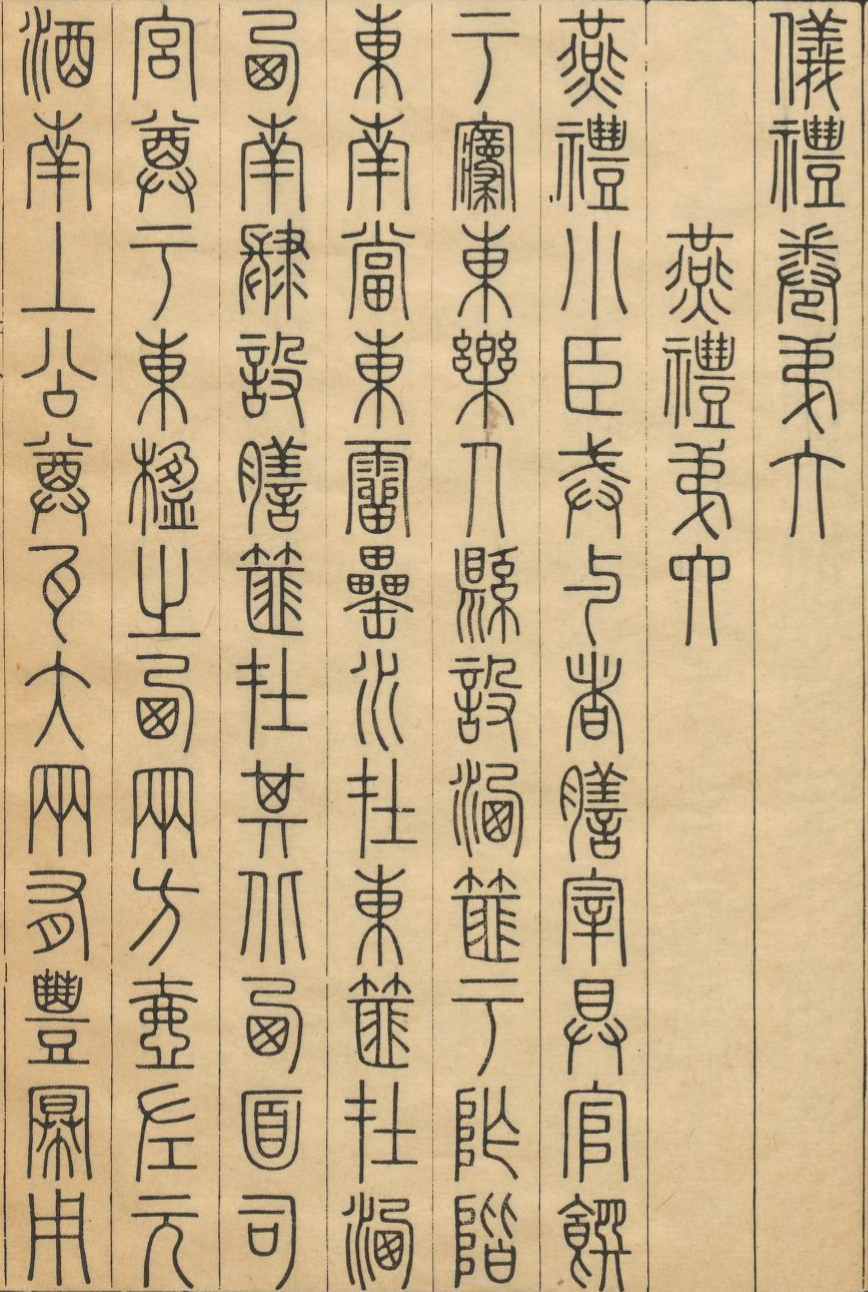 儀禮卷弟六
燕禮弟六
燕禮小臣戒与者膳宰具官饌
于寢東樂人縣設洒篚于阼階
東南當東霤罍水在東篚在洒
西南肆設膳篚在其北西面司
宮尊于東楹之西兩方壺左元
酒南上公尊瓦大兩有豐冪用